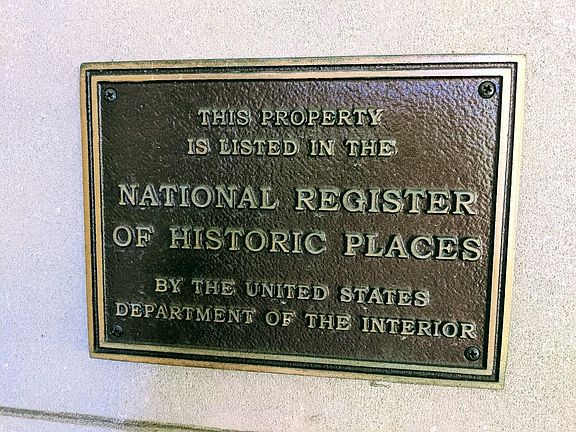 THIS PROPERTY
IS LISTED IN THE
NATIONAL REGISTER
OF HISTORIC PLACES
BY THE UNITED STATES
DEPARTMENT OF THE INTERIOR